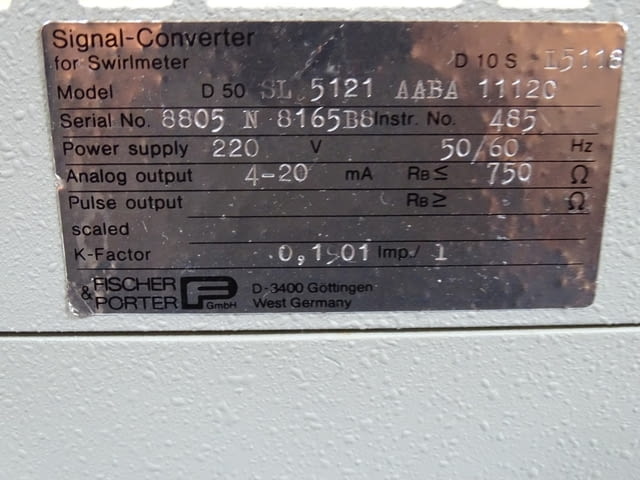 Signal-Converter
for Swirlmeter D 10 S I5118
Model D 50 SL 5121 AABA 11120
Serial No. 8805 N 8165B8 Instr. No. 485
Power supply 220 V 50/60 Hz
Analog output 4-20 mA RB≤ 750 Ω
Pulse output RB≥ Ω
scaled
K-Factor 0,1901 Imp./ 1
FISCHER & PORTER FP GmbH D-3400 Göttingen
West Germany